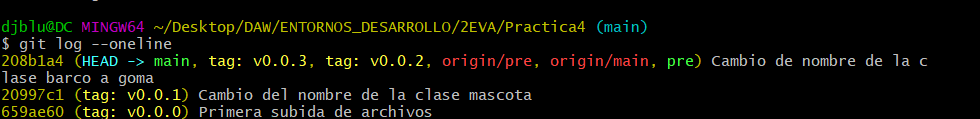 djblu@DC MINGW64 ~/Desktop/DAW/ENTORNOS_DESARROLLO/2EVA/Practica4 (main)
$ git log --oneline
208b1a4 (HEAD -> main, tag: v0.0.3, tag: v0.0.2, origin/pre, origin/main, pre) Cambio de nombre de la c
lase barco a goma
20997c1 (tag: v0.0.1) Cambio del nombre de la clase mascota
659ae60 (tag: v0.0.0) Primera subida de archivos